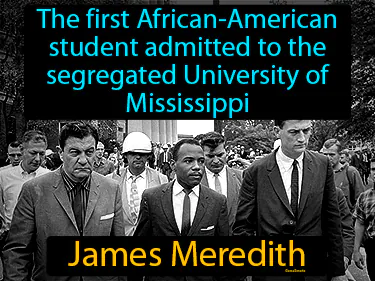 The first African-American
student admitted to the
segregated University of
Mississippi
James Meredith